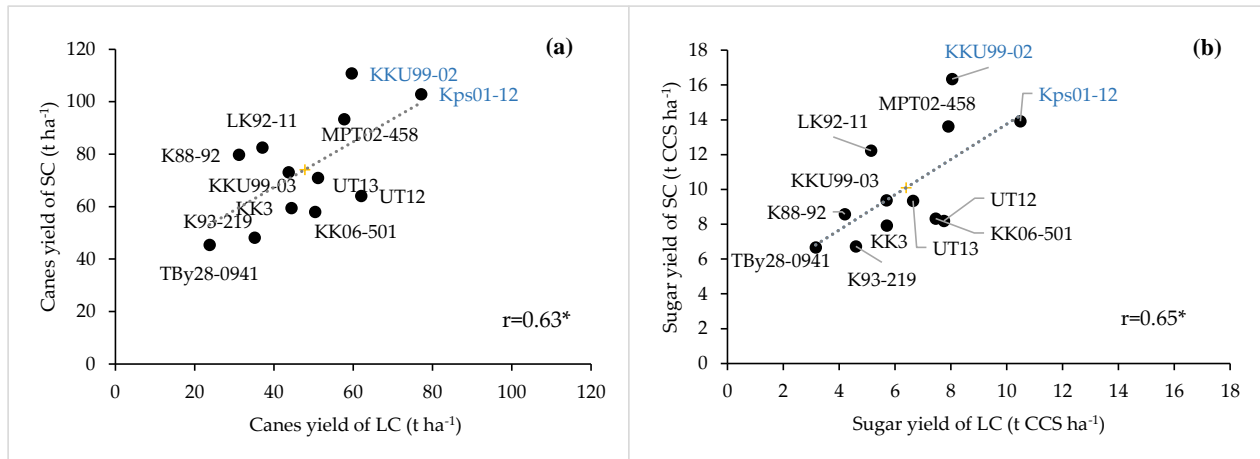 (a)
120
100
80
60
40
20
0
Canes yield of SC (t ha⁻¹)
KKU99-02
Kps01-12
LK92-11
MPT02-458
K88-92
KKU99-03
UT13
UT12
KK3
K93-219
KK06-501
TBy28-0941
r=0.63*
0 20 40 60 80 100 120
Canes yield of LC (t ha⁻¹)
(b)
18
16
14
12
10
8
6
4
2
0
Sugar yield of SC (t CCS ha⁻¹)
KKU99-02
MPT02-458
Kps01-12
LK92-11
KKU99-03
K88-92
UT12
KK06-501
KK3
UT13
TBy28-0941
K93-219
r=0.65*
0 2 4 6 8 10 12 14 16 18
Sugar yield of LC (t CCS ha⁻¹)